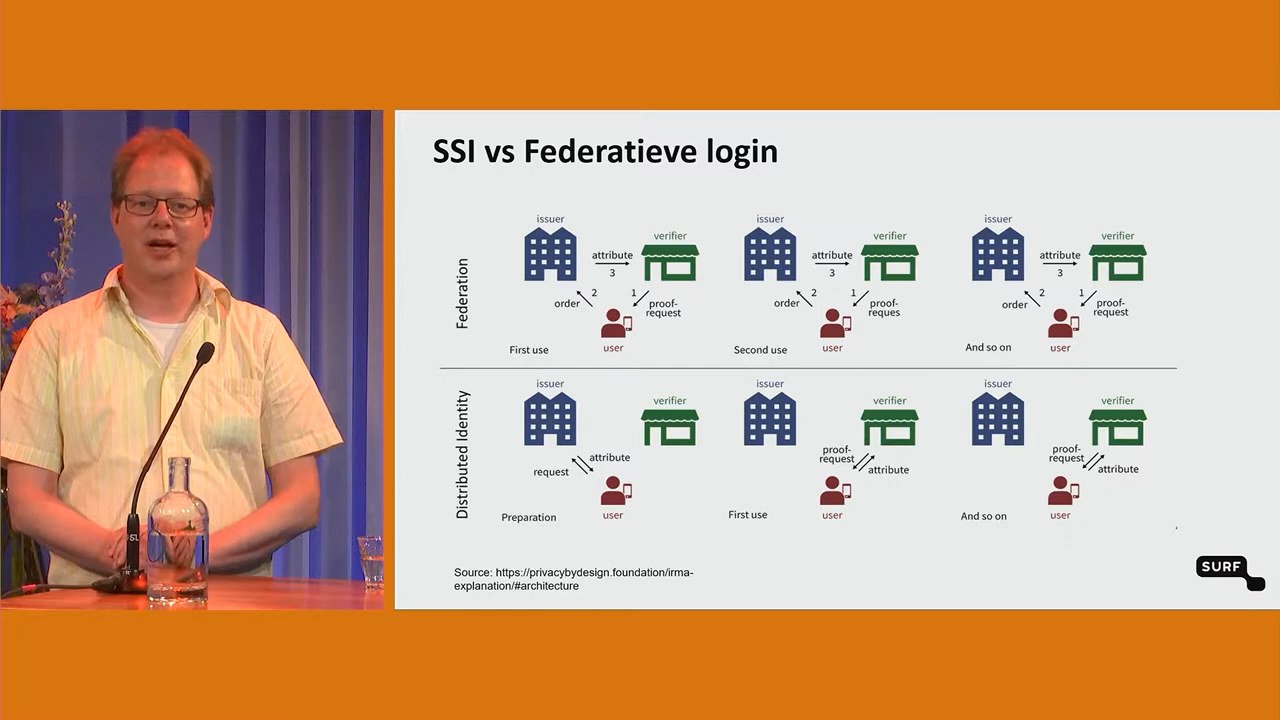 SSI vs Federatieve login
issuer
verifier
attribute
3
2
1
order
proof-
request
user
First use
issuer
verifier
attribute
3
2
1
order
proof-
reques
user
Second use
issuer
verifier
attribute
3
2
1
order
proof-
request
user
And so on
Federation
issuer
verifier
attribute
request
user
Preparation
issuer
verifier
proof-
request
attribute
user
First use
issuer
verifier
proof-
request
attribute
user
And so on
Distributed Identity
Source: https://privacybydesign.foundation/irma-
explanation/#architecture
SURF